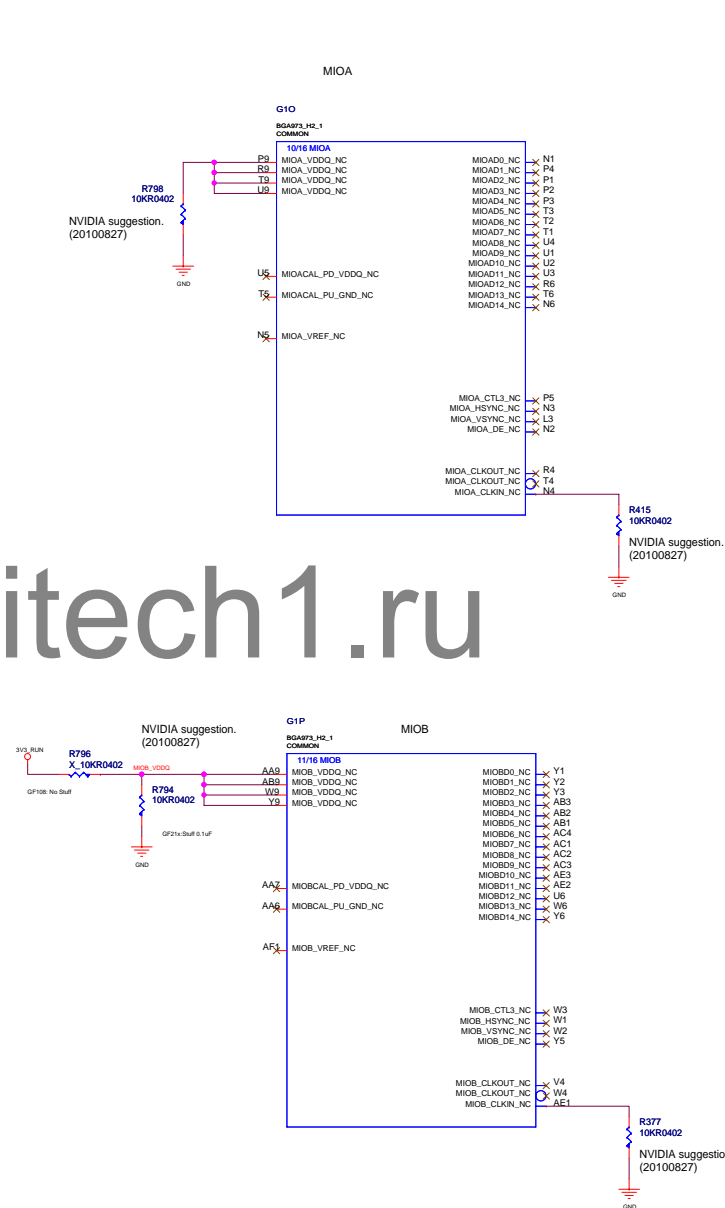 MIOA
G1O
BGA973_H2_1
COMMON
10/16 MIOA
P9 MIOA_VDDQ_NC
R9 MIOA_VDDQ_NC
T9 MIOA_VDDQ_NC
U9 MIOA_VDDQ_NC
R798
10KR0402
NVIDIA suggestion.
(20100827)
GND
U5 MIOACAL_PD_VDDQ_NC
T5 MIOACAL_PU_GND_NC
N5 MIOA_VREF_NC
MIOAD0_NC N1
MIOAD1_NC P4
MIOAD2_NC P1
MIOAD3_NC P2
MIOAD4_NC P3
MIOAD5_NC T3
MIOAD6_NC T2
MIOAD7_NC T1
MIOAD8_NC U4
MIOAD9_NC U1
MIOAD10_NC U2
MIOAD11_NC U3
MIOAD12_NC R6
MIOAD13_NC T6
MIOAD14_NC N6
MIOA_CTL3_NC P5
MIOA_HSYNC_NC N3
MIOA_VSYNC_NC L3
MIOA_DE_NC N2
MIOA_CLKOUT_NC R4
MIOA_CLKOUT_NC T4
MIOA_CLKIN_NC N4
R415
10KR0402
NVIDIA suggestion.
(20100827)
GND
itech1.ru
MIOB
G1P
BGA973_H2_1
COMMON
11/16 MIOB
NVIDIA suggestion.
(20100827)
3V3_RUN
R796
X_10KR0402
MIOB_VDDQ
GF108: No Stuff
R794
10KR0402
GF21x:Stuff 0.1uF
GND
AA9 MIOB_VDDQ_NC
AB9 MIOB_VDDQ_NC
W9 MIOB_VDDQ_NC
Y9 MIOB_VDDQ_NC
AA7 MIOBCAL_PD_VDDQ_NC
AA6 MIOBCAL_PU_GND_NC
AF1 MIOB_VREF_NC
MIOBD0_NC Y1
MIOBD1_NC Y2
MIOBD2_NC Y3
MIOBD3_NC AB3
MIOBD4_NC AB2
MIOBD5_NC AB1
MIOBD6_NC AC4
MIOBD7_NC AC1
MIOBD8_NC AC2
MIOBD9_NC AC3
MIOBD10_NC AE3
MIOBD11_NC AE2
MIOBD12_NC U6
MIOBD13_NC W6
MIOBD14_NC Y6
MIOB_CTL3_NC W3
MIOB_HSYNC_NC W1
MIOB_VSYNC_NC W2
MIOB_DE_NC Y5
MIOB_CLKOUT_NC V4
MIOB_CLKOUT_NC W4
MIOB_CLKIN_NC AE1
R377
10KR0402
NVIDIA suggestio
(20100827)
GND